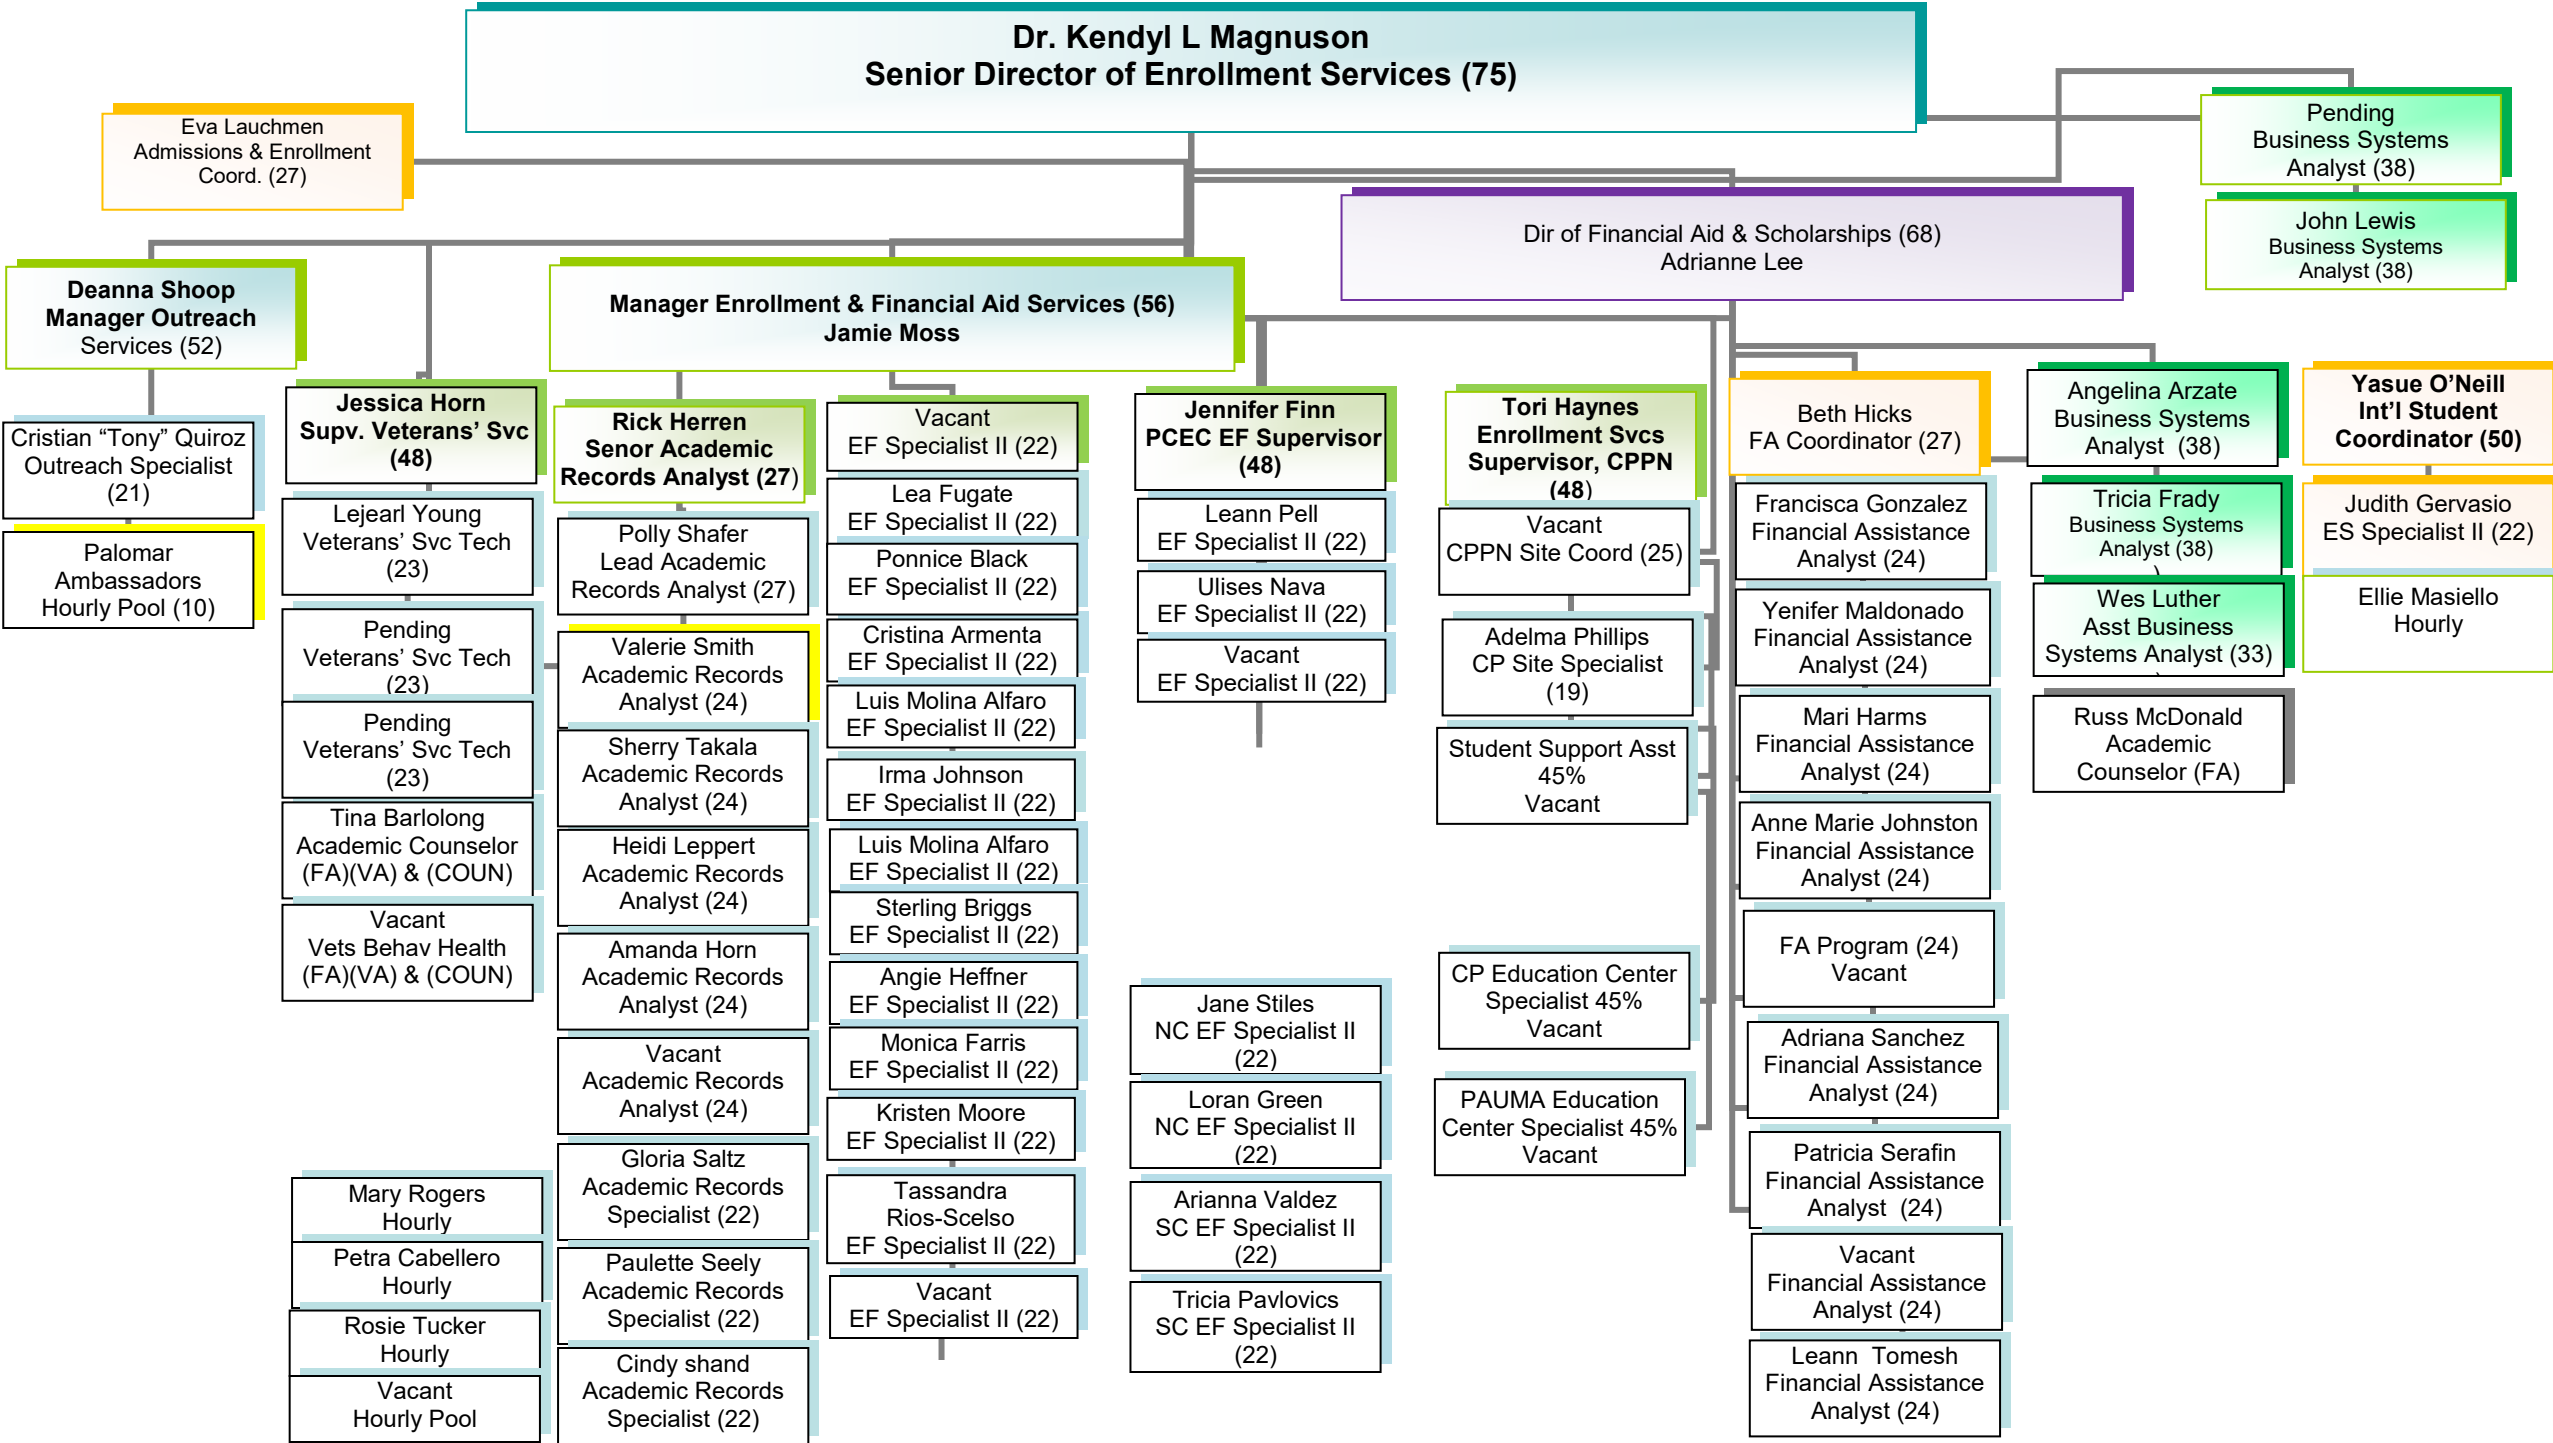 Dr. Kendyl L Magnuson
Senior Director of Enrollment Services (75)
Eva Lauchmen
Admissions & Enrollment
Coord. (27)
Pending
Business Systems
Analyst (38)
John Lewis
Business Systems
Analyst (38)
Dir of Financial Aid & Scholarships (68)
Adrianne Lee
Deanna Shoop
Manager Outreach
Services (52)
Manager Enrollment & Financial Aid Services (56)
Jamie Moss
Cristian “Tony” Quiroz
Outreach Specialist
(21)
Palomar
Ambassadors
Hourly Pool (10)
Jessica Horn
Supv. Veterans’ Svc
(48)
Lejearl Young
Veterans’ Svc Tech
(23)
Pending
Veterans’ Svc Tech
(23)
Pending
Veterans’ Svc Tech
(23)
Tina Barlolong
Academic Counselor
(FA)(VA) & (COUN)
Vacant
Vets Behav Health
(FA)(VA) & (COUN)
Mary Rogers
Hourly
Petra Cabellero
Hourly
Rosie Tucker
Hourly
Vacant
Hourly Pool
Rick Herren
Senor Academic
Records Analyst (27)
Polly Shafer
Lead Academic
Records Analyst (27)
Valerie Smith
Academic Records
Analyst (24)
Sherry Takala
Academic Records
Analyst (24)
Heidi Leppert
Academic Records
Analyst (24)
Amanda Horn
Academic Records
Analyst (24)
Vacant
Academic Records
Analyst (24)
Gloria Saltz
Academic Records
Specialist (22)
Paulette Seely
Academic Records
Specialist (22)
Cindy shand
Academic Records
Specialist (22)
Vacant
EF Specialist II (22)
Lea Fugate
EF Specialist II (22)
Ponnice Black
EF Specialist II (22)
Cristina Armenta
EF Specialist II (22)
Luis Molina Alfaro
EF Specialist II (22)
Irma Johnson
EF Specialist II (22)
Luis Molina Alfaro
EF Specialist II (22)
Sterling Briggs
EF Specialist II (22)
Angie Heffner
EF Specialist II (22)
Monica Farris
EF Specialist II (22)
Kristen Moore
EF Specialist II (22)
Tassandra
Rios-Scelso
EF Specialist II (22)
Vacant
EF Specialist II (22)
Jennifer Finn
PCEC EF Supervisor
(48)
Leann Pell
EF Specialist II (22)
Ulises Nava
EF Specialist II (22)
Vacant
EF Specialist II (22)
Jane Stiles
NC EF Specialist II
(22)
Loran Green
NC EF Specialist II
(22)
Arianna Valdez
SC EF Specialist II
(22)
Tricia Pavlovics
SC EF Specialist II
(22)
Tori Haynes
Enrollment Svcs
Supervisor, CPPN
(48)
Vacant
CPPN Site Coord (25)
Adelma Phillips
CP Site Specialist
(19)
Student Support Asst
45%
Vacant
CP Education Center
Specialist 45%
Vacant
PAUMA Education
Center Specialist 45%
Vacant
Beth Hicks
FA Coordinator (27)
Francisca Gonzalez
Financial Assistance
Analyst (24)
Yenifer Maldonado
Financial Assistance
Analyst (24)
Mari Harms
Financial Assistance
Analyst (24)
Anne Marie Johnston
Financial Assistance
Analyst (24)
FA Program (24)
Vacant
Adriana Sanchez
Financial Assistance
Analyst (24)
Patricia Serafin
Financial Assistance
Analyst (24)
Vacant
Financial Assistance
Analyst (24)
Leann Tomesh
Financial Assistance
Analyst (24)
Angelina Arzate
Business Systems
Analyst (38)
Tricia Frady
Business Systems
Analyst (38)
)
Wes Luther
Asst Business
Systems Analyst (33)
Russ McDonald
Academic
Counselor (FA)
Yasue O’Neill
Int’l Student
Coordinator (50)
Judith Gervasio
ES Specialist II (22)
Ellie Masiello
Hourly